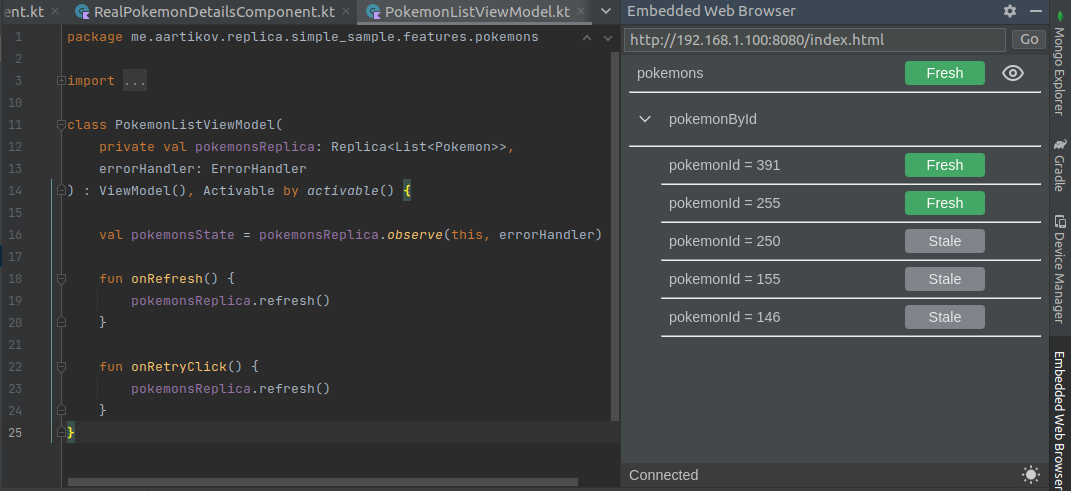 ent.kt RealPokemonDetailsComponent.kt PokemonListViewModel.kt
1 package me.aartikov.replica.simple_sample.features.pokemons
2
3 import ...
10
11 class PokemonListViewModel(
12 private val pokemonsReplica: Replica<List<Pokemon>>,
13 errorHandler: ErrorHandler
14 ) : ViewModel(), Activable by activable() {
15
16 val pokemonsState = pokemonsReplica.observe(this, errorHandler)
17
18 fun onRefresh() {
19 pokemonsReplica.refresh()
20 }
21
22 fun onRetryClick() {
23 pokemonsReplica.refresh()
24 }
25 }
Embedded Web Browser
http://192.168.1.100:8080/index.html Go
pokemons Fresh
pokemonById
pokemonId = 391 Fresh
pokemonId = 255 Fresh
pokemonId = 250 Stale
pokemonId = 155 Stale
pokemonId = 146 Stale
Connected
Mongo Explorer
Gradle
Device Manager
Embedded Web Browser